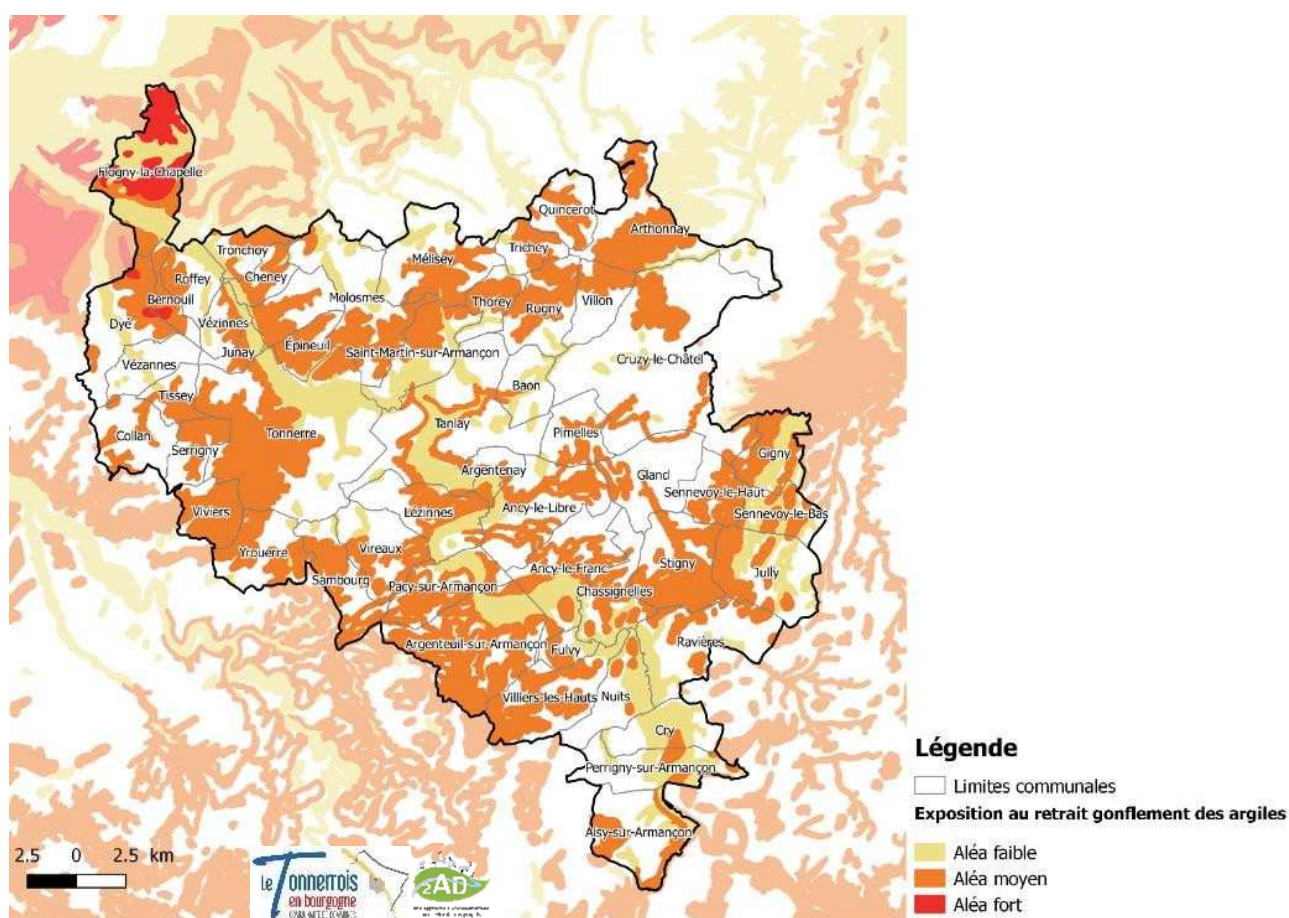 Flogny-la-Chapelle
Quincerot
Arthonnay
Tronchoy
Mélisey
Trichey
Roffey
Cheney
Bernouil
Molosmes
Thorey
Villon
Rugny
Dyé
Vézinnes
Épineuil
Junay
Saint-Martin-sur-Armançon
Vézannes
Cruzy-le-Châtel
Baon
Tissey
Tanlay
Collan
Tonnerre
Pimelles
Serrigny
Gigny
Argentenay
Gland
Sennevoy-le-Haut
Viviers
Lézinnes
Ancy-le-Libre
Sennevoy-le-Bas
Yrouerre
Vireaux
Sambourg
Ancy-le-Franc
Stigny
Jully
Pacy-sur-Armançon
Chassignelles
Argenteuil-sur-Armançon
Fulvy
Ravières
Villiers-les-Hauts
Nuits
Cry
Perrigny-sur-Armançon
Aisy-sur-Armançon
2.5 0 2.5 km
Le Tonnerrois
en bourgogne
2AD
Légende
Limites communales
Exposition au retrait gonflement des argiles
Aléa faible
Aléa moyen
Aléa fort